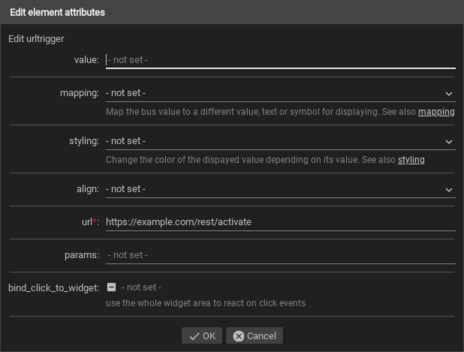 Edit element attributes
Edit urltrigger
value: - not set -
mapping: - not set -
Map the bus value to a different value, text or symbol for displaying. See also mapping
styling: - not set -
Change the color of the dispayed value depending on its value. See also styling
align: - not set -
url*: https://example.com/rest/activate
params: - not set -
bind_click_to_widget: - not set -
use the whole widget area to react on click events
OK Cancel